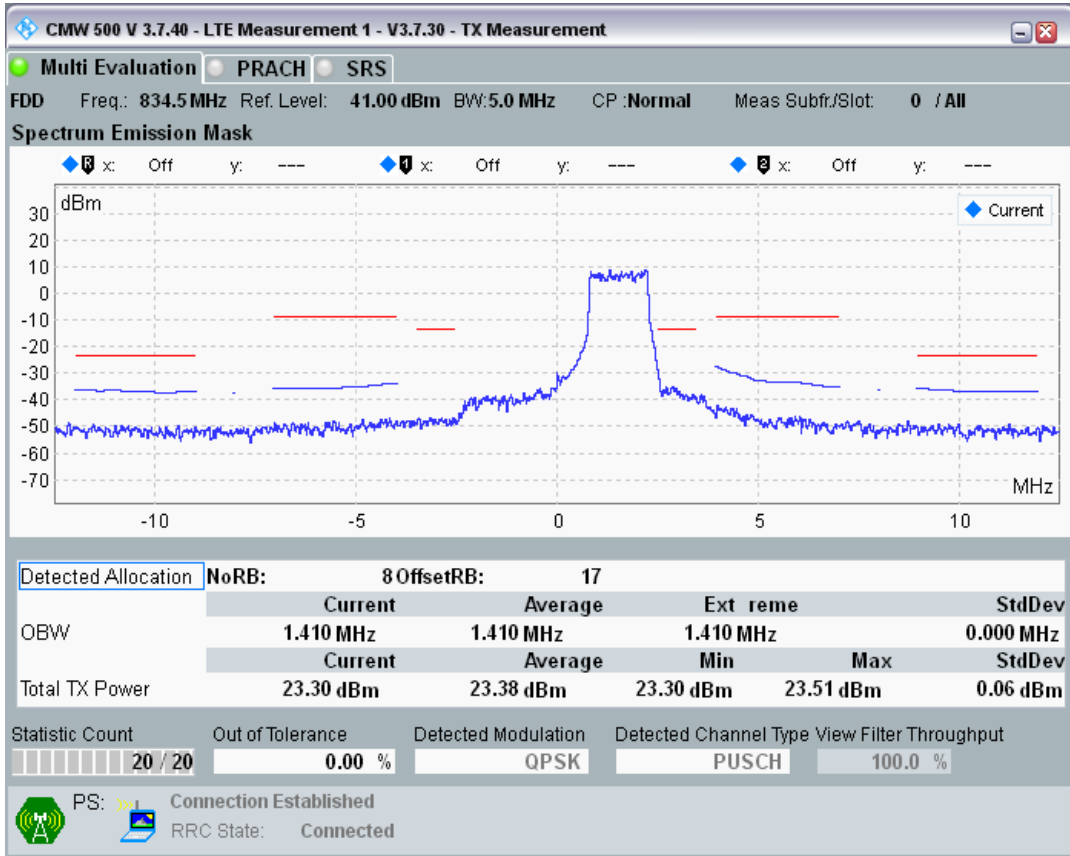 CMW 500 V 3.7.40 - LTE Measurement 1 - V3.7.30 - TX Measurement
Multi Evaluation PRACH SRS
FDD Freq.: 834.5 MHz Ref. Level: 41.00 dBm BW:5.0 MHz CP :Normal Meas Subfr./Slot: 0 / All
Spectrum Emission Mask
R x: Off y: --- 1 x: Off y: --- 2 x: Off y: ---
dBm
Current
30
20
10
0
-10
-20
-30
-40
-50
-60
-70
MHz
-10 -5 0 5 10
Detected Allocation NoRB: 8 OffsetRB: 17
Current Average Ext reme StdDev
OBW 1.410 MHz 1.410 MHz 1.410 MHz 0.000 MHz
Current Average Min Max StdDev
Total TX Power 23.30 dBm 23.38 dBm 23.30 dBm 23.51 dBm 0.06 dBm
Statistic Count Out of Tolerance Detected Modulation Detected Channel Type View Filter Throughput
20 / 20 0.00 % QPSK PUSCH 100.0 %
PS: Connection Established
RRC State: Connected